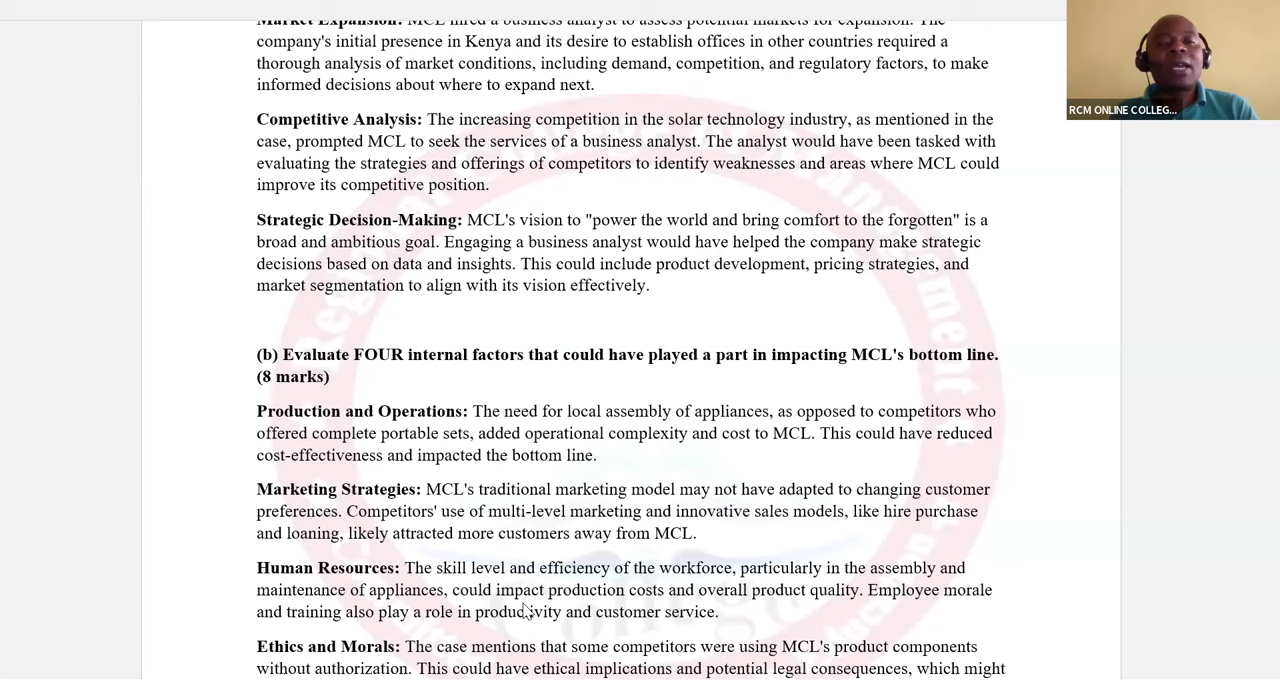 Market Expansion: MCL hired a business analyst to assess potential markets for expansion. The
company's initial presence in Kenya and its desire to establish offices in other countries required a
thorough analysis of market conditions, including demand, competition, and regulatory factors, to make
informed decisions about where to expand next.
Competitive Analysis: The increasing competition in the solar technology industry, as mentioned in the
case, prompted MCL to seek the services of a business analyst. The analyst would have been tasked with
evaluating the strategies and offerings of competitors to identify weaknesses and areas where MCL could
improve its competitive position.
Strategic Decision-Making: MCL's vision to "power the world and bring comfort to the forgotten" is a
broad and ambitious goal. Engaging a business analyst would have helped the company make strategic
decisions based on data and insights. This could include product development, pricing strategies, and
market segmentation to align with its vision effectively.
(b) Evaluate FOUR internal factors that could have played a part in impacting MCL's bottom line.
(8 marks)
Production and Operations: The need for local assembly of appliances, as opposed to competitors who
offered complete portable sets, added operational complexity and cost to MCL. This could have reduced
cost-effectiveness and impacted the bottom line.
Marketing Strategies: MCL's traditional marketing model may not have adapted to changing customer
preferences. Competitors' use of multi-level marketing and innovative sales models, like hire purchase
and loaning, likely attracted more customers away from MCL.
Human Resources: The skill level and efficiency of the workforce, particularly in the assembly and
maintenance of appliances, could impact production costs and overall product quality. Employee morale
and training also play a role in productivity and customer service.
Ethics and Morals: The case mentions that some competitors were using MCL's product components
without authorization. This could have ethical implications and potential legal consequences, which might
RCM ONLINE COLLEG...